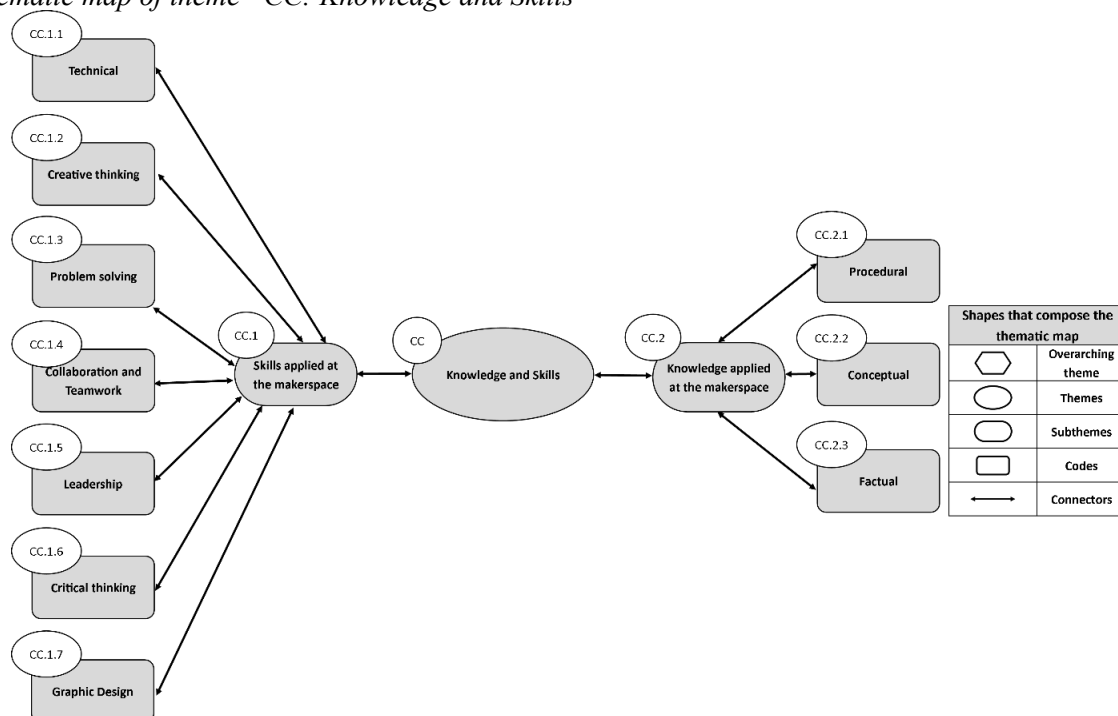 ematic map of theme "CC: Knowledge and Skills"
CC.1.1
Technical
CC.1.2
Creative thinking
CC.1.3
Problem solving
CC.1.4
Collaboration and
Teamwork
CC.1.5
Leadership
CC.1.6
Critical thinking
CC.1.7
Graphic Design
CC.1
Skills applied at
the makerspace
CC
Knowledge and Skills
CC.2
Knowledge applied
at the makerspace
CC.2.1
Procedural
CC.2.2
Conceptual
CC.2.3
Factual
Shapes that compose the
thematic map
Overarching
theme
Themes
Subthemes
Codes
Connectors